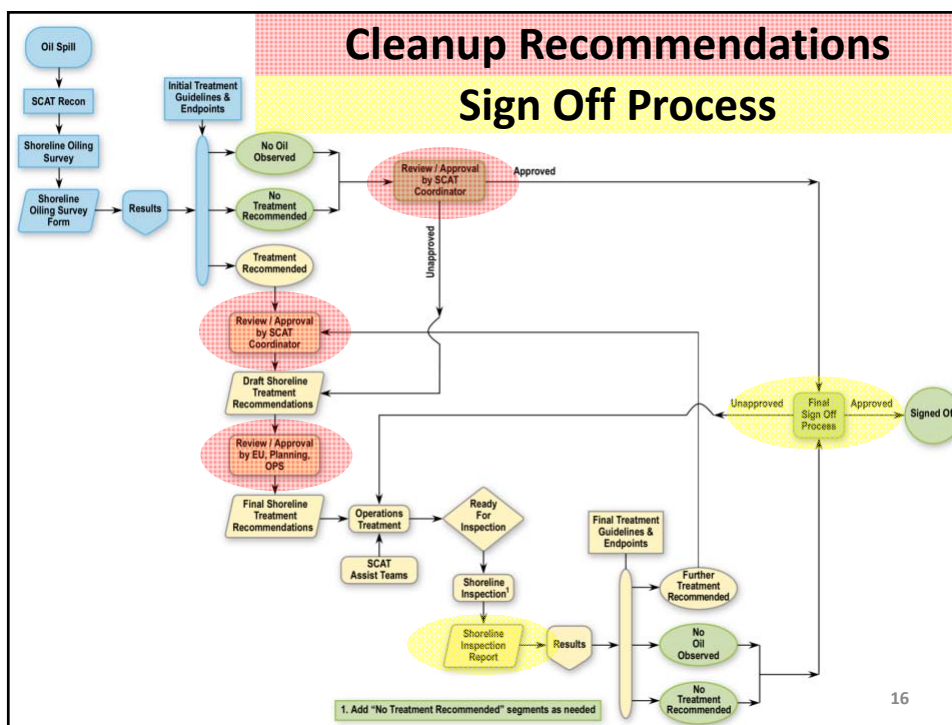 Cleanup Recommendations
Sign Off Process
Oil Spill
SCAT Recon
Shoreline Oiling
Survey
Shoreline
Oiling Survey
Form
Results
Initial Treatment
Guidelines &
Endpoints
No Oil
Observed
No
Treatment
Recommended
Treatment
Recommended
Review / Approval
by SCAT
Coordinator
Approved
Unapproved
Review / Approval
by SCAT
Coordinator
Draft Shoreline
Treatment
Recommendations
Review / Approval
by EU, Planning,
OPS
Final Shoreline
Treatment
Recommendations
Operations
Treatment
SCAT
Assist Teams
Ready
For
Inspection
Shoreline
Inspection1
Shoreline
Inspection
Report
Results
Final Treatment
Guidelines &
Endpoints
Further
Treatment
Recommended
No
Oil
Observed
No
Treatment
Recommended
Unapproved
Final
Sign Off
Process
Approved
Signed Of
1. Add “No Treatment Recommended” segments as needed
16